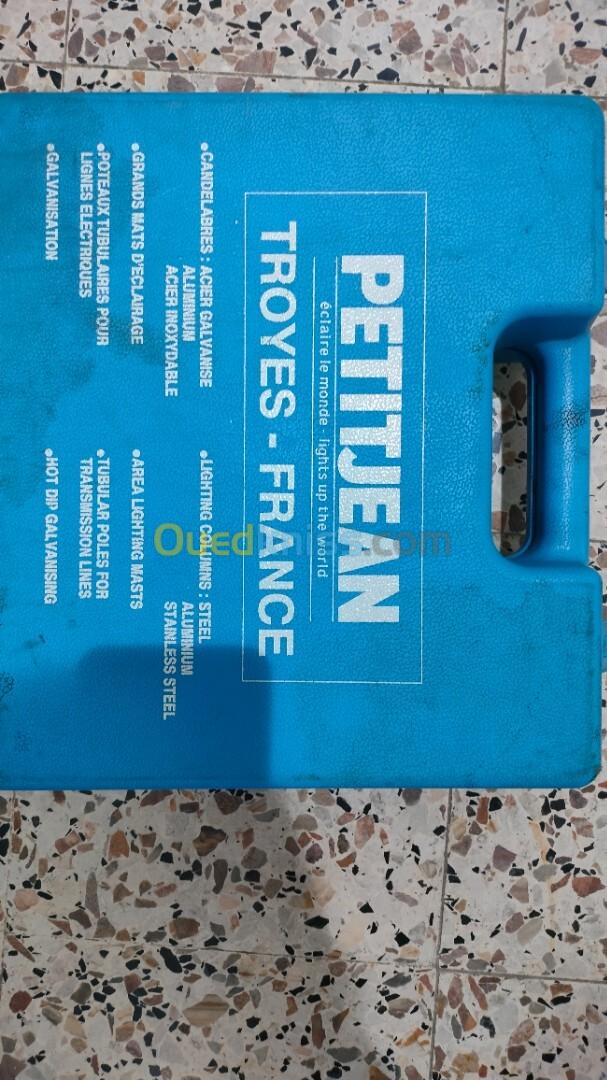 PETITJEAN
éclaire le monde - lights up the world
TROYES - FRANCE
•CANDELABRES : ACIER GALVANISE
ALUMINIUM
ACIER INOXYDABLE
•GRANDS MATS D'ECLAIRAGE
•POTEAUX TUBULAIRES POUR
LIGNES ELECTRIQUES
•GALVANISATION
•LIGHTING COLUMNS : STEEL
ALUMINIUM
STAINLESS STEEL
•AREA LIGHTING MASTS
•TUBULAR POLES FOR
TRANSMISSION LINES
•HOT DIP GALVANISING
Ouedkniss.com